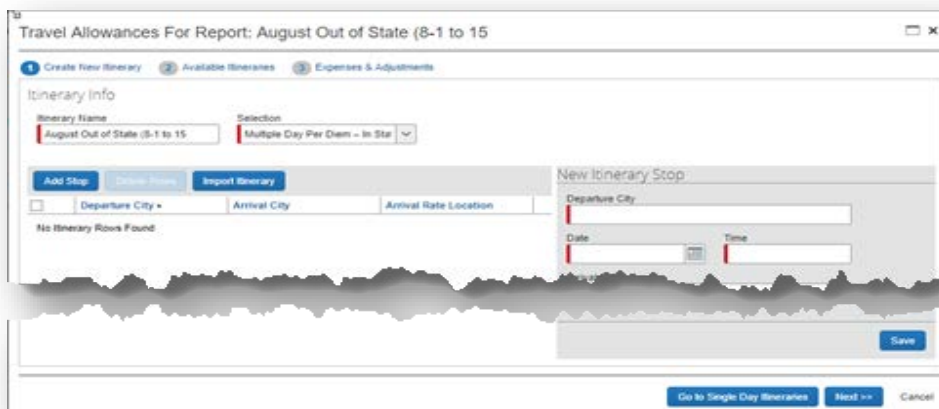 Travel Allowances For Report: August Out of State (8-1 to 15
1 Create New Itinerary 2 Available Itineraries 3 Expenses & Adjustments
Itinerary Info
Itinerary Name Selection
August Out of State (8-1 to 15 Multiple Day Per Diem – In Stat
Add Stop Delete Rows Import Itinerary
New Itinerary Stop
Departure City Arrival City Arrival Rate Location
Departure City
No Itinerary Rows Found
Date Time
Save
Go to Single Day Itineraries Next >> Cancel